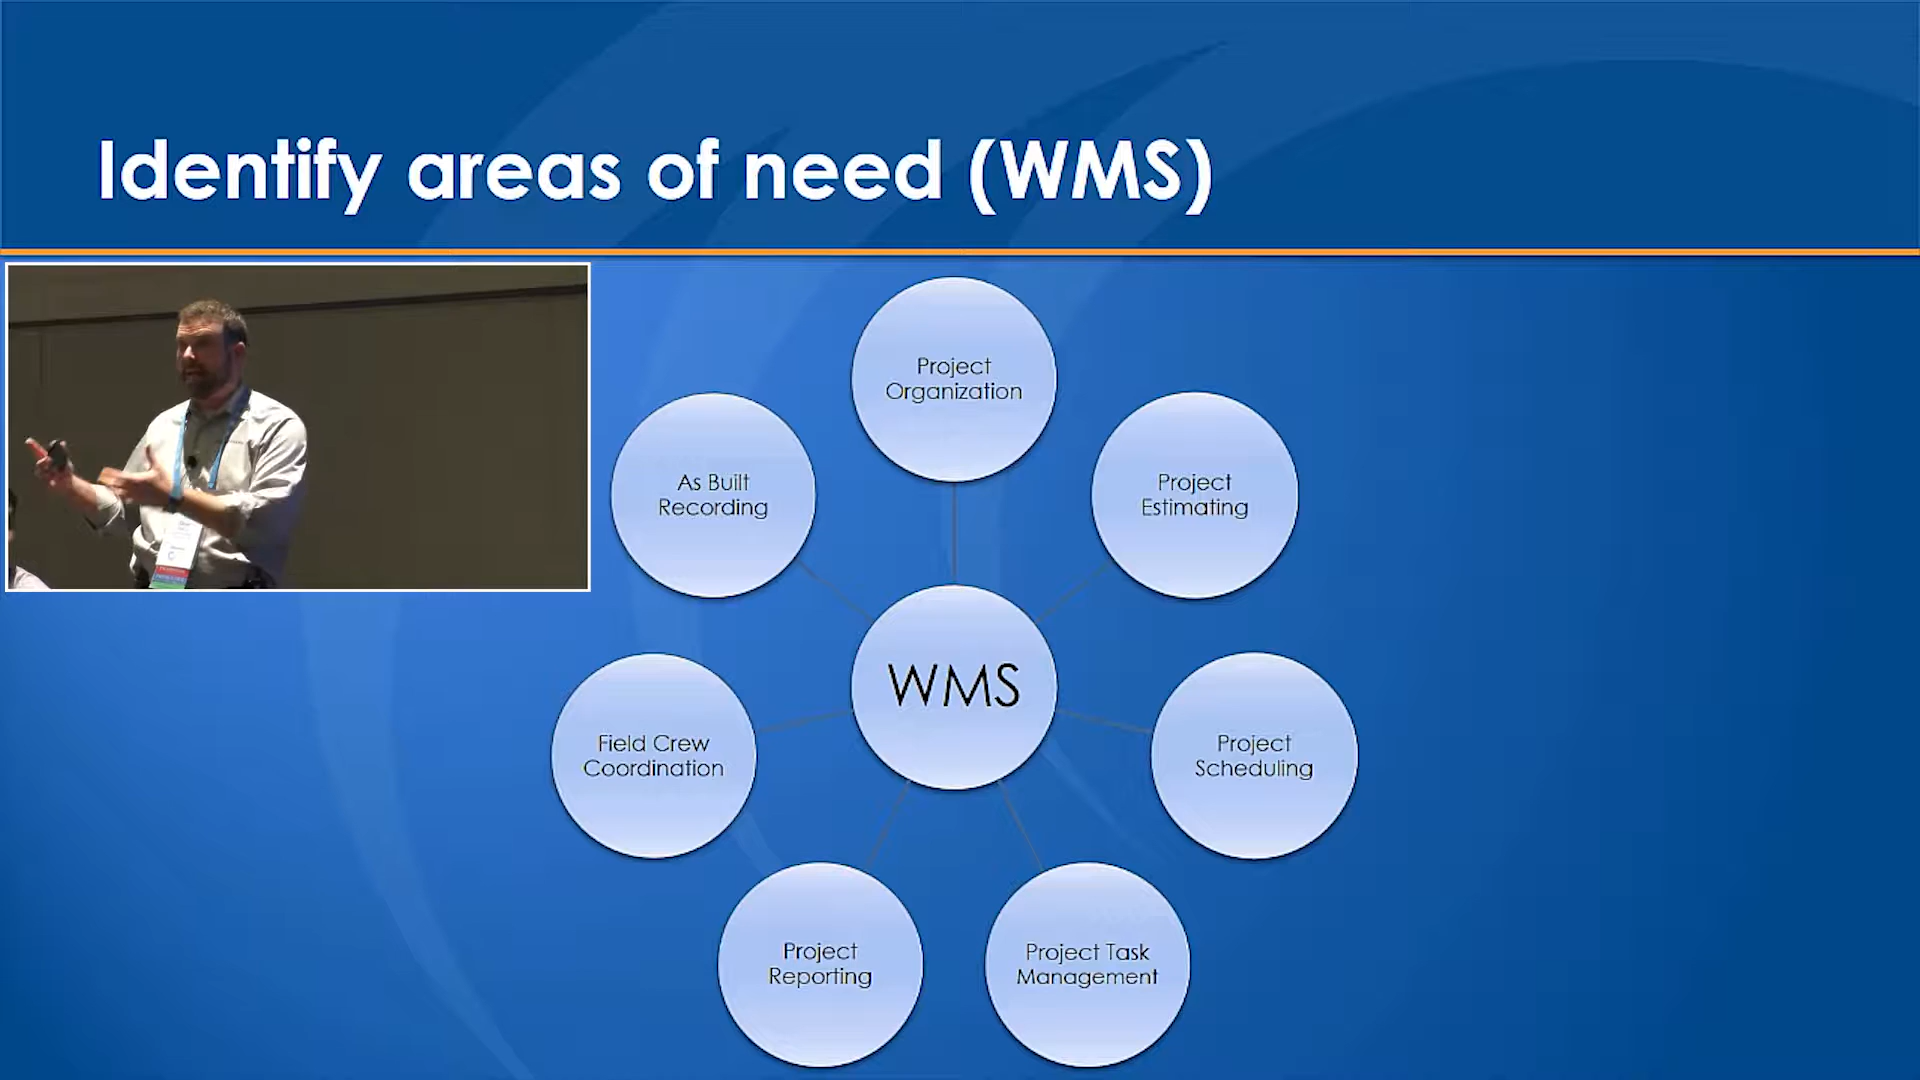 Identify areas of need (WMS)
Project
Organization
Project
Estimating
Project
Scheduling
Project Task
Management
Project
Reporting
Field Crew
Coordination
As Built
Recording
WMS